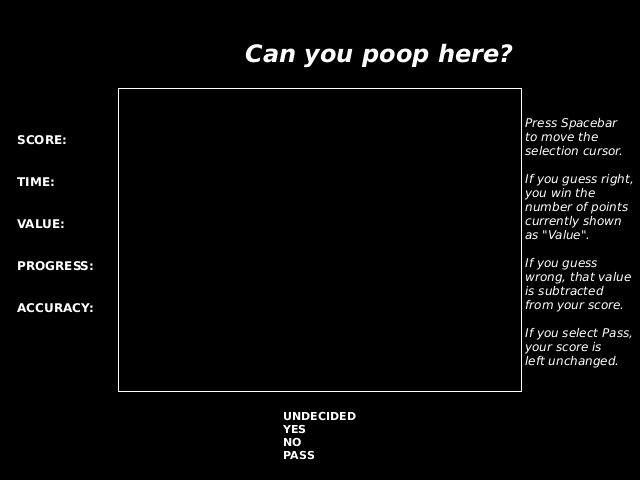 Can you poop here?
SCORE:
TIME:
VALUE:
PROGRESS:
ACCURACY:
Press Spacebar
to move the
selection cursor.
If you guess right,
you win the
number of points
currently shown
as "Value".
If you guess
wrong, that value
is subtracted
from your score.
If you select Pass,
your score is
left unchanged.
UNDECIDED
YES
NO
PASS